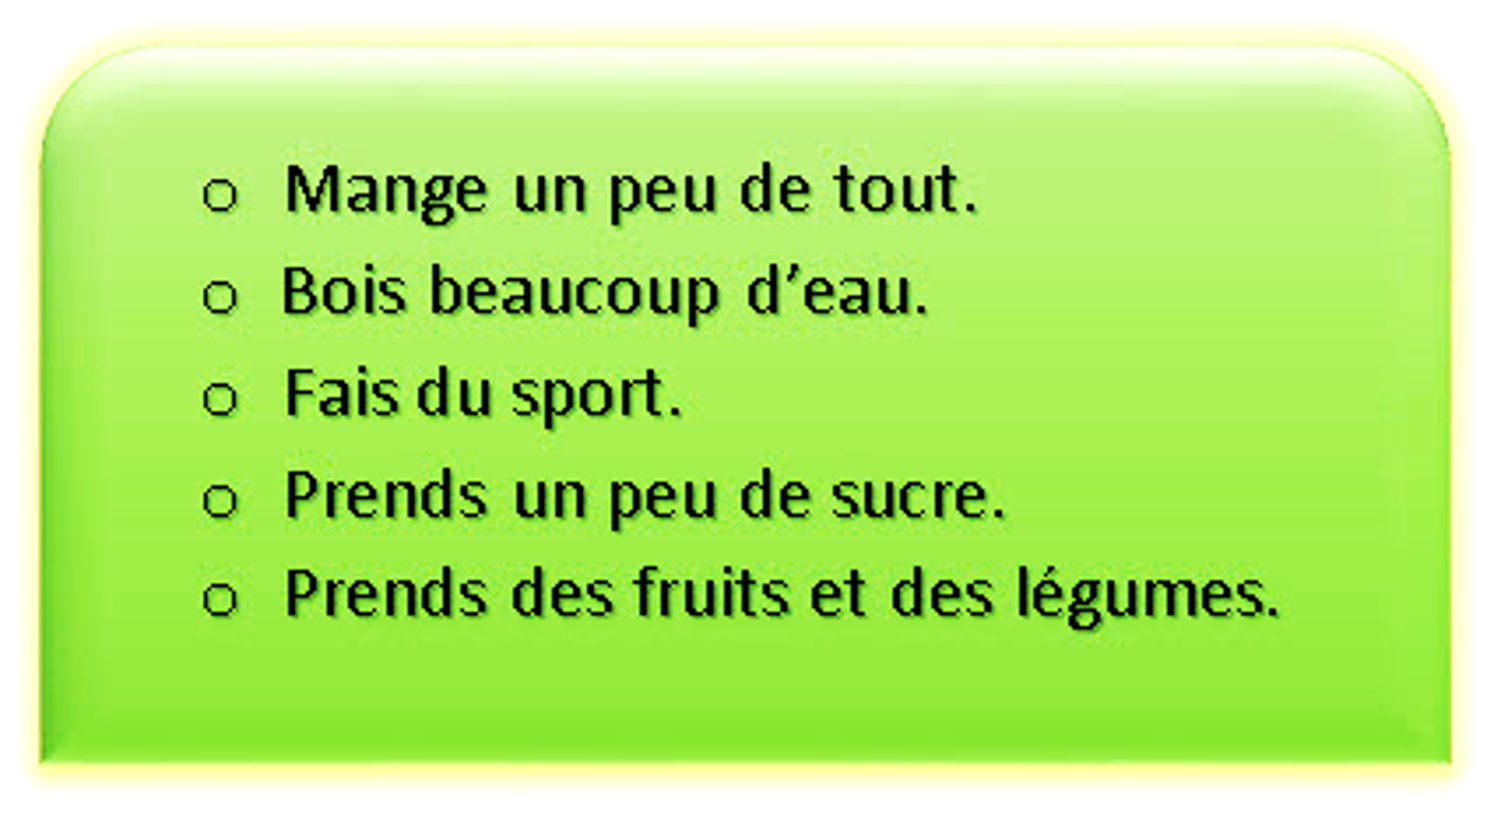 o Mange un peu de tout.
o Bois beaucoup d’eau.
o Fais du sport.
o Prends un peu de sucre.
o Prends des fruits et des légumes.